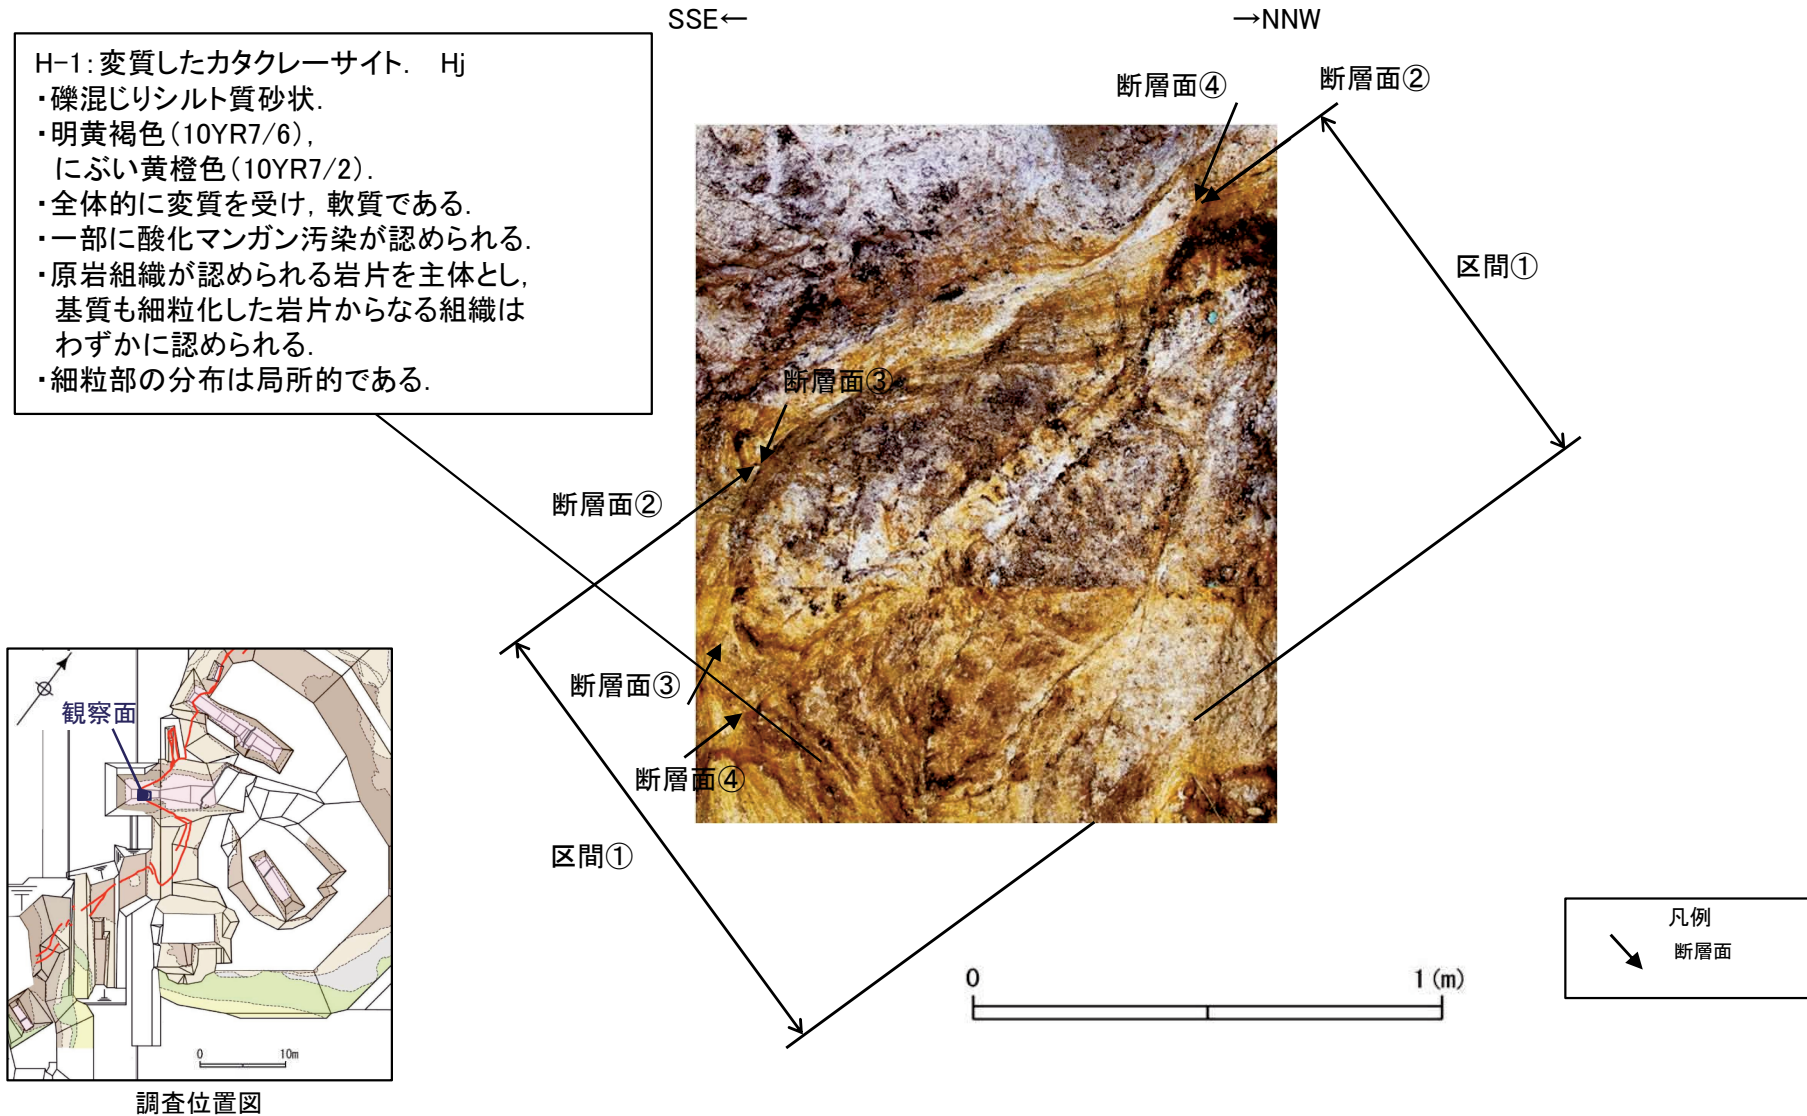 SSE← →NNW
H-1：変質したカタクレーサイト． Hj
・礫混じりシルト質砂状．
・明黄褐色（10YR7/6），
にぶい黄橙色（10YR7/2）．
・全体的に変質を受け，軟質である．
・一部に酸化マンガン汚染が認められる．
・原岩組織が認められる岩片を主体とし，
基質も細粒化した岩片からなる組織は
わずかに認められる．
・細粒部の分布は局所的である．
断層面④
断層面②
区間①
断層面③
断層面②
断層面③
断層面④
区間①
観察面
0 10m
調査位置図
0 1 (m)
凡例
断層面